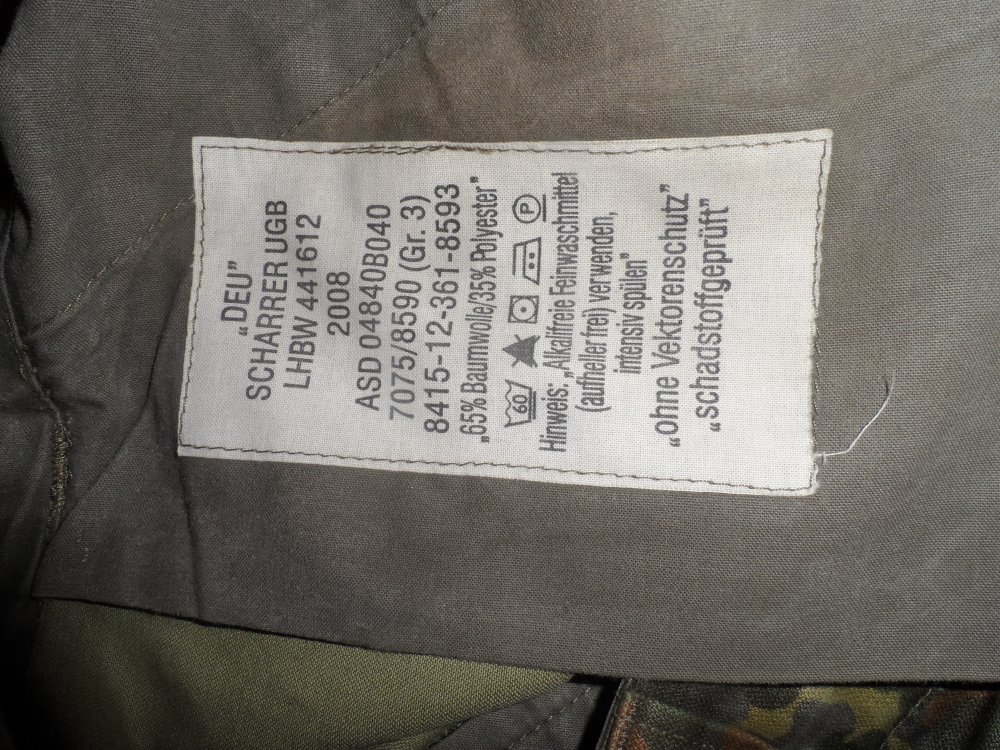 „DEU”
SCHARRER UGB
LHBW 441612
2008
ASD 04840B040
7075/8590 (Gr. 3)
8415-12-361-8593
„65% Baumwolle/35% Polyester”
60 P
Hinweis: „Alkalifreie Feinwaschmittel
(aufhellerfrei) verwenden,
intensiv spülen”
„ohne Vektorenschutz”
„schadstoffgeprüft”